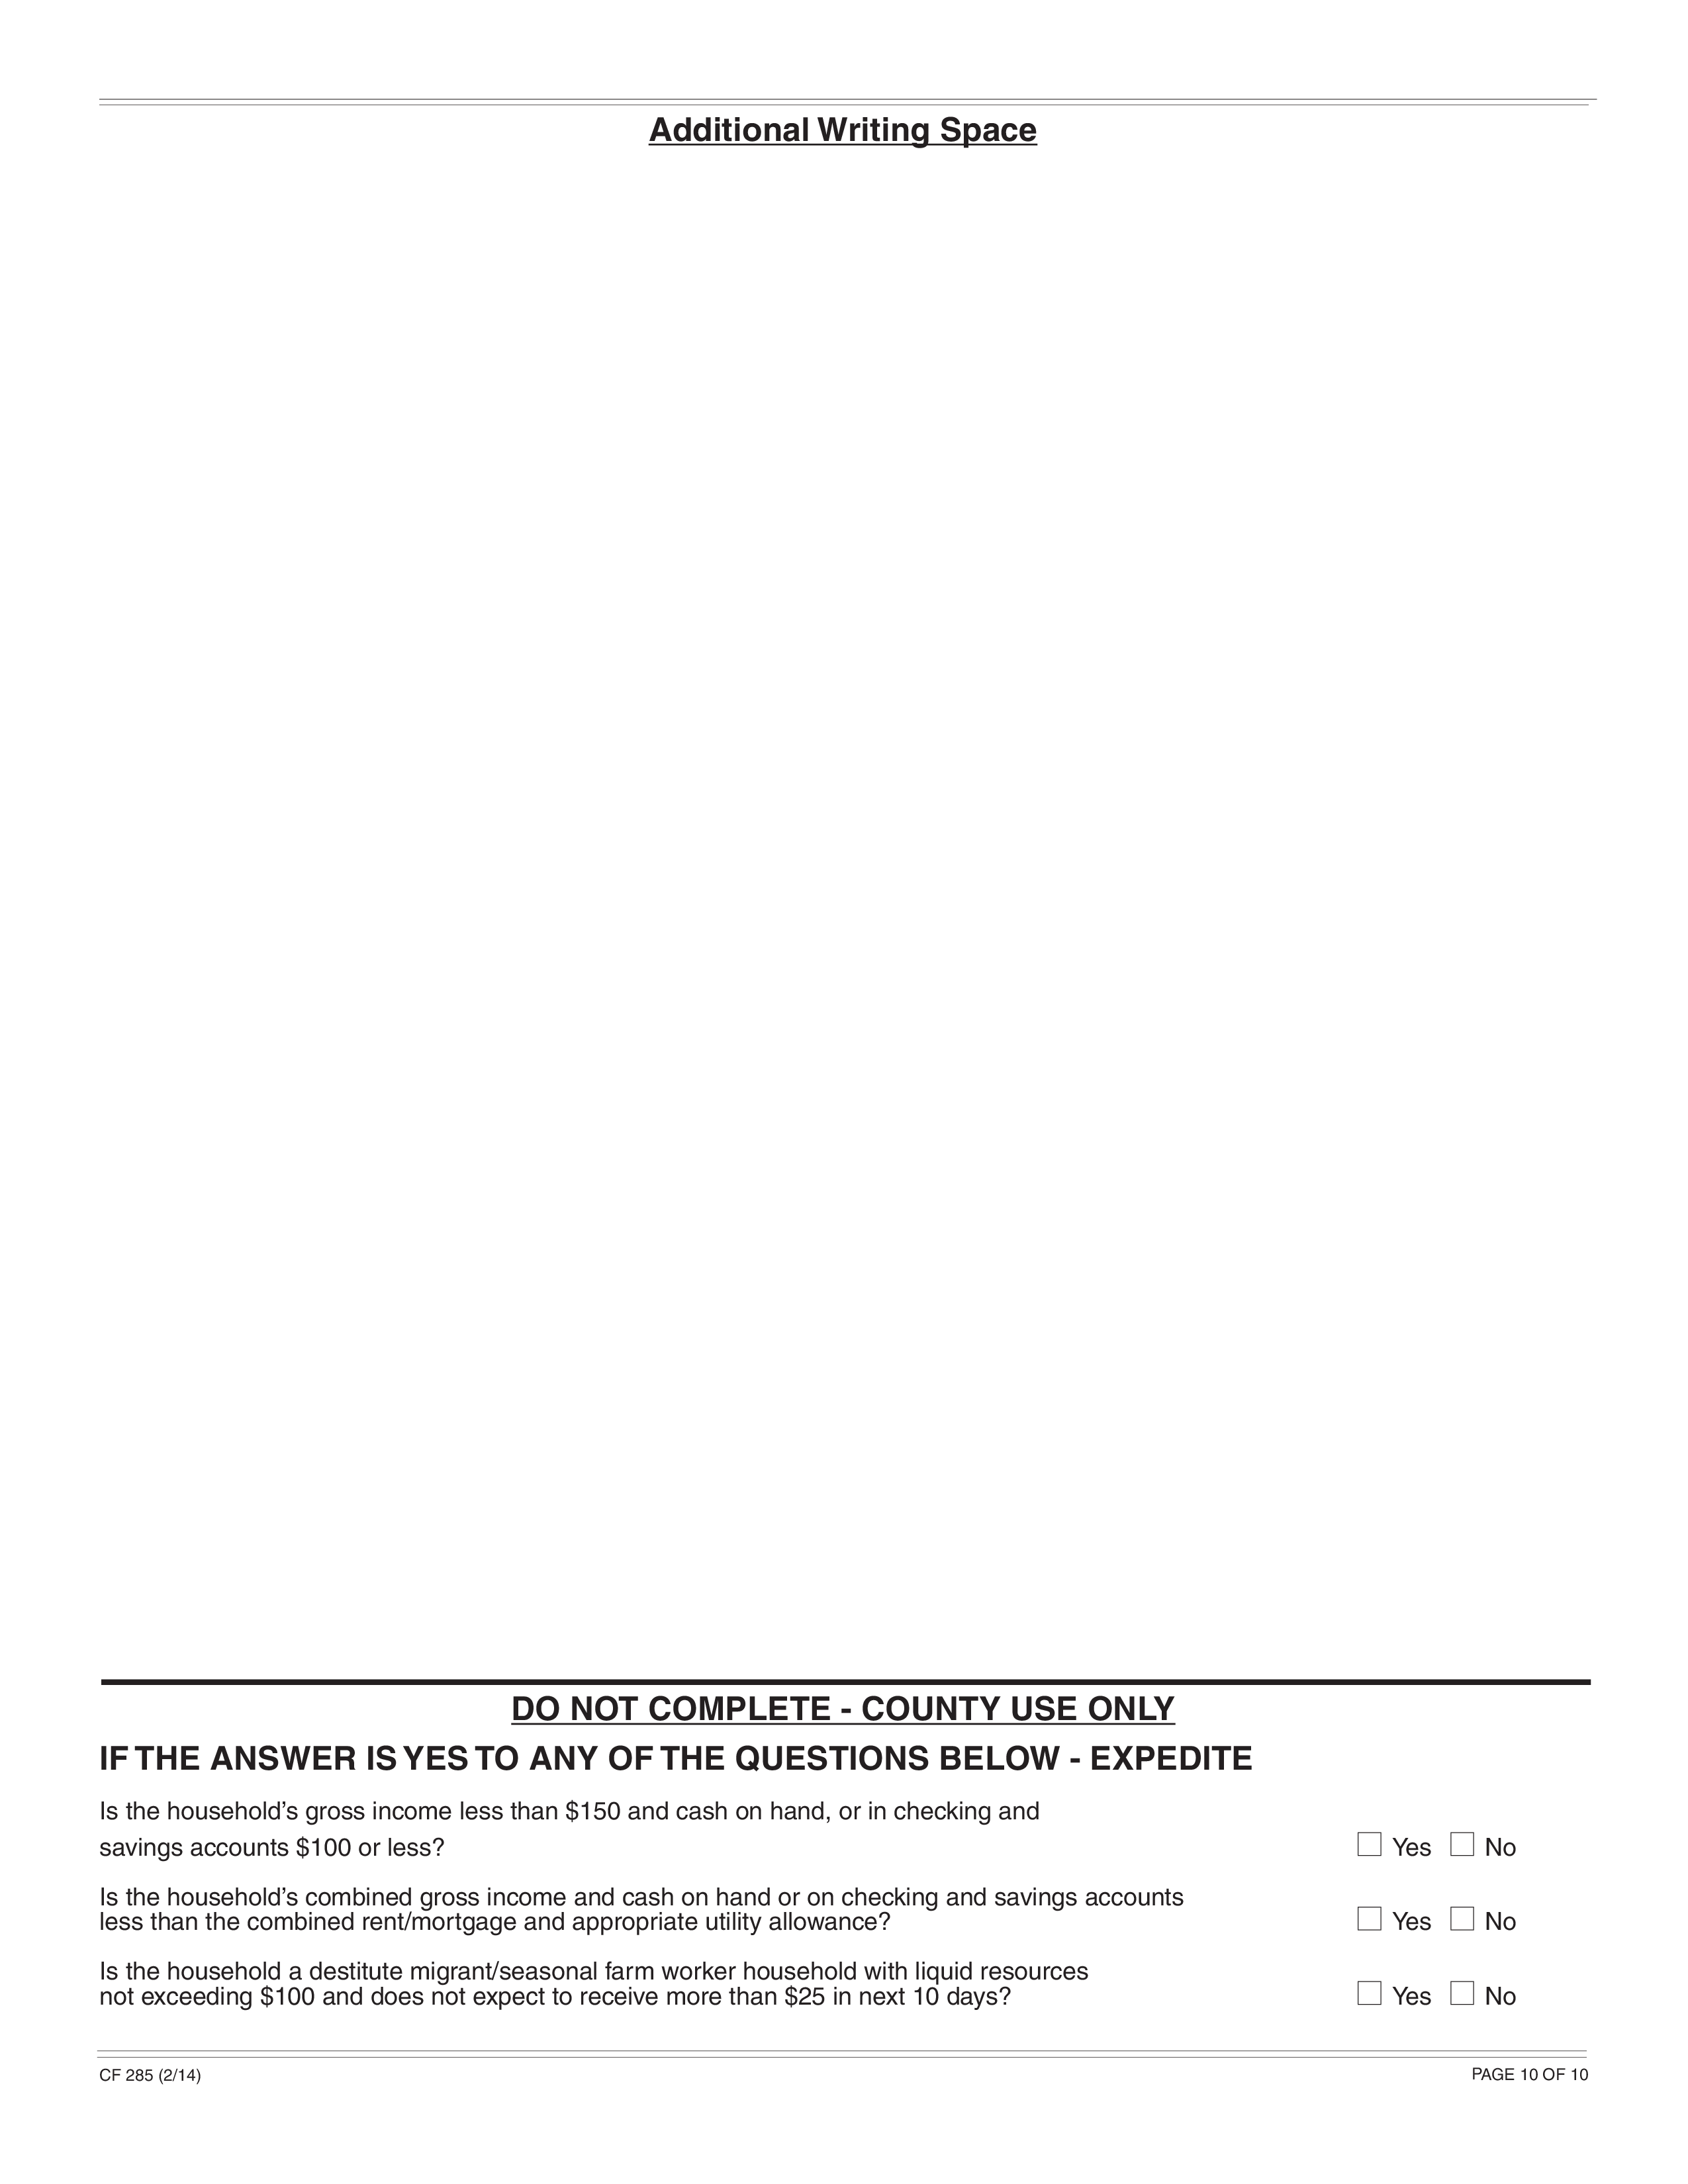 Additional Writing Space
DO NOT COMPLETE - COUNTY USE ONLY
IF THE ANSWER IS YES TO ANY OF THE QUESTIONS BELOW - EXPEDITE
Is the household’s gross income less than $150 and cash on hand, or in checking and
savings accounts $100 or less?
Yes No
Is the household’s combined gross income and cash on hand or on checking and savings accounts
less than the combined rent/mortgage and appropriate utility allowance?
Yes No
Is the household a destitute migrant/seasonal farm worker household with liquid resources
not exceeding $100 and does not expect to receive more than $25 in next 10 days?
Yes No
CF 285 (2/14)
PAGE 10 OF 10